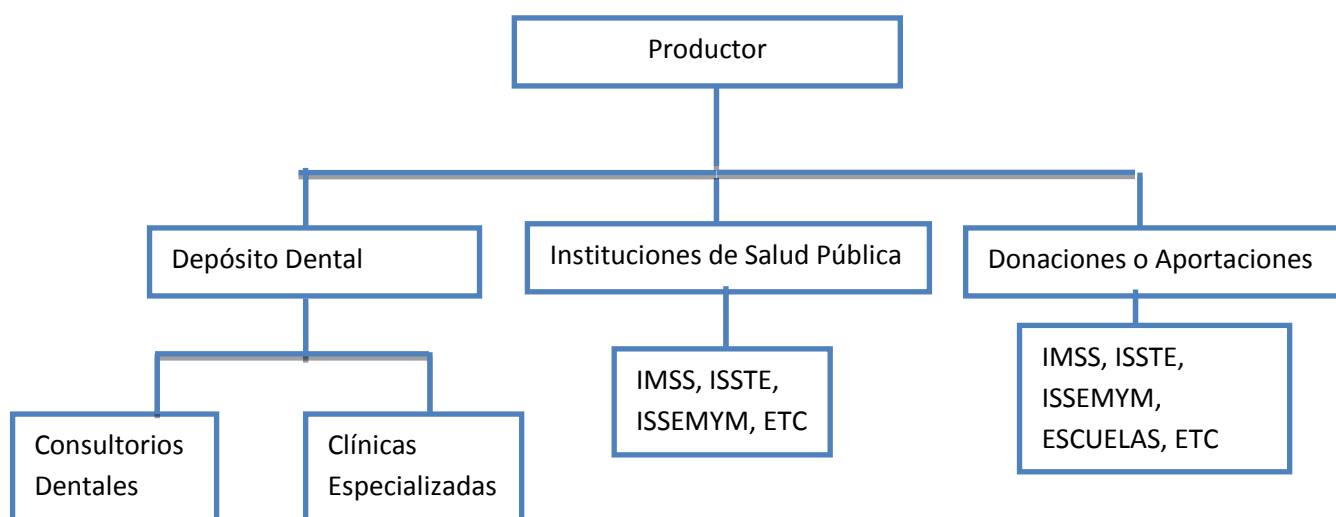 Productor
Depósito Dental
Instituciones de Salud Pública
Donaciones o Aportaciones
Consultorios
Dentales
Clínicas
Especializadas
IMSS, ISSTE,
ISSEMYM, ETC
IMSS, ISSTE,
ISSEMYM,
ESCUELAS, ETC